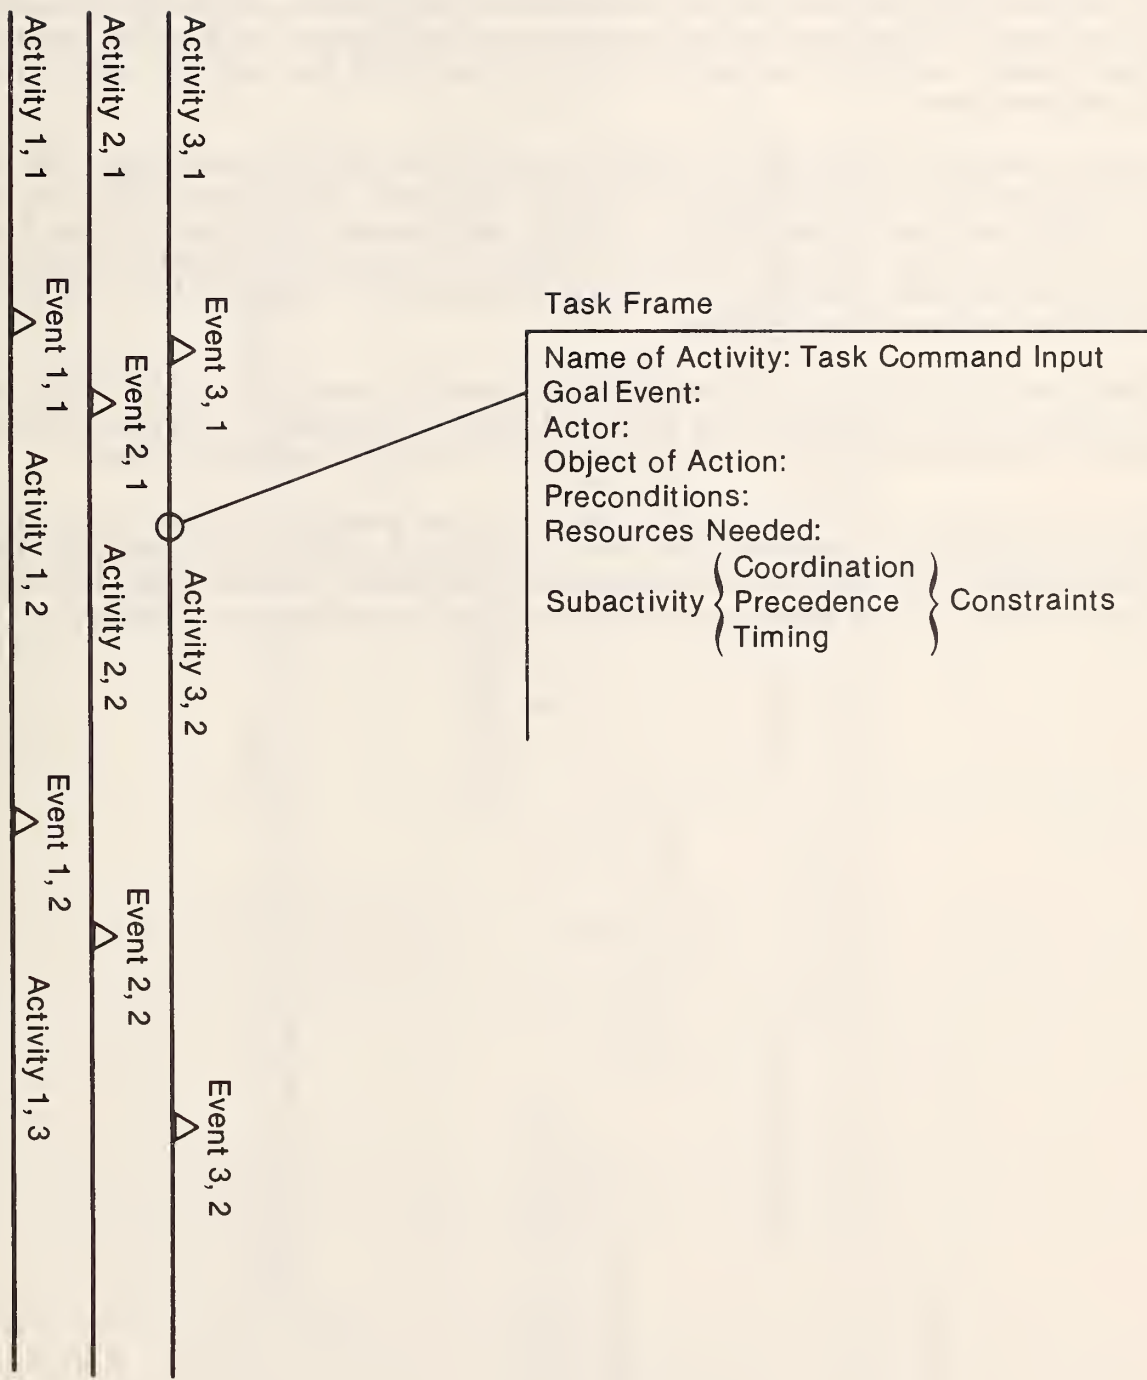 Activity 1, 1
Event 1, 1
Activity 1, 2
Event 1, 2
Activity 1, 3
Activity 2, 1
Event 2, 1
Activity 2, 2
Event 2, 2
Activity 3, 1
Event 3, 1
Activity 3, 2
Event 3, 2
Task Frame
Name of Activity: Task Command Input
Goal Event:
Actor:
Object of Action:
Preconditions:
Resources Needed:
Coordination
Subactivity { Precedence } Constraints
Timing